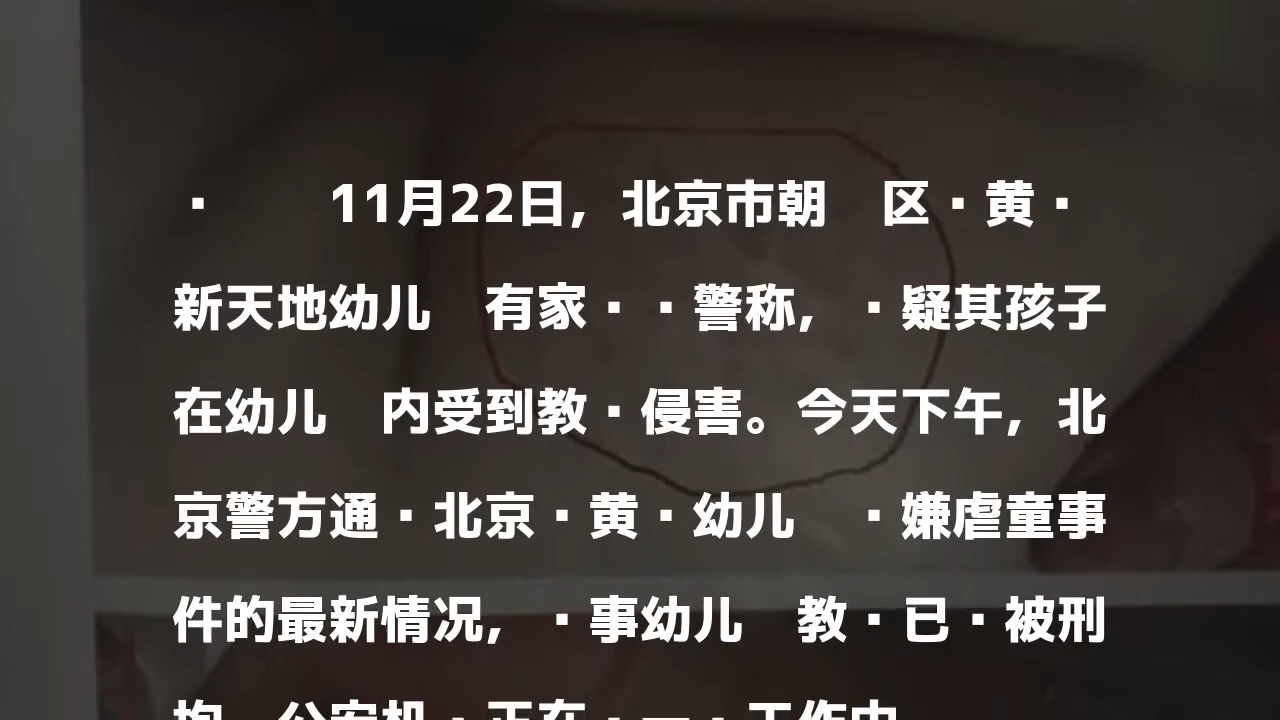 · 11月22日，北京市朝 区·黄·
新天地幼儿 有家··警称，·疑其孩子
在幼儿 内受到教·侵害。今天下午，北
京警方通·北京·黄·幼儿 ·嫌虐童事
件的最新情况，·事幼儿 教·已·被刑